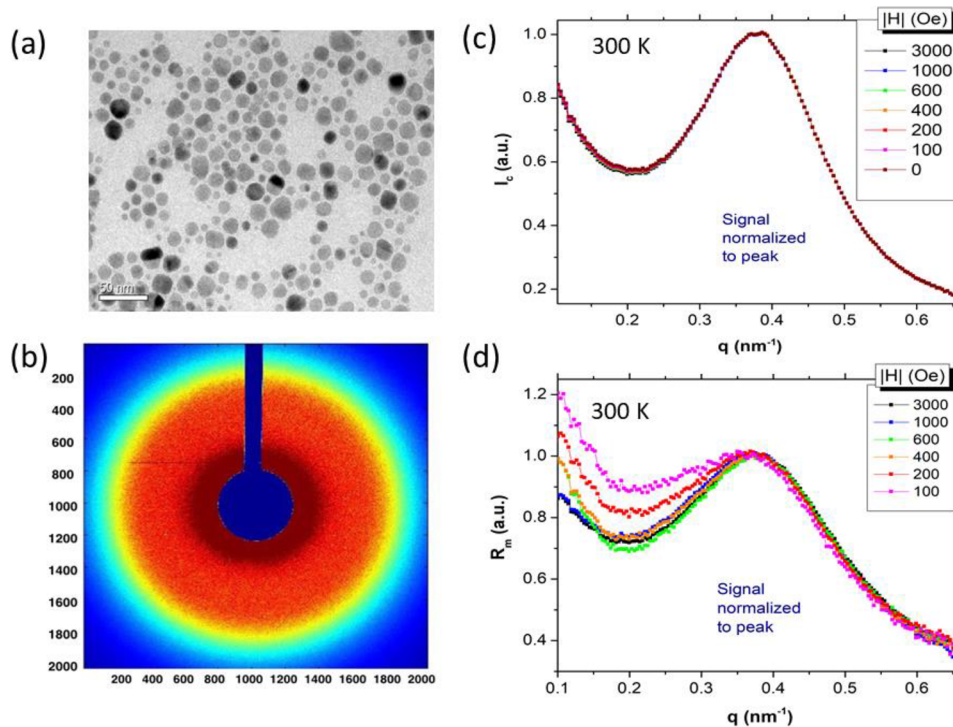 (a)
50 nm
(b)
200
400
600
800
1000
1200
1400
1600
1800
2000
200 400 600 800 1000 1200 1400 1600 1800 2000
(c)
300 K
|H| (Oe)
3000
1000
600
400
200
100
0
Signal
normalized
to peak
I_c (a.u.)
1.0
0.8
0.6
0.4
0.2
0.2 0.3 0.4 0.5 0.6
q (nm⁻¹)
(d)
300 K
|H| (Oe)
3000
1000
600
400
200
100
Signal
normalized
to peak
R_m (a.u.)
1.2
1.0
0.8
0.6
0.4
0.1 0.2 0.3 0.4 0.5 0.6
q (nm⁻¹)